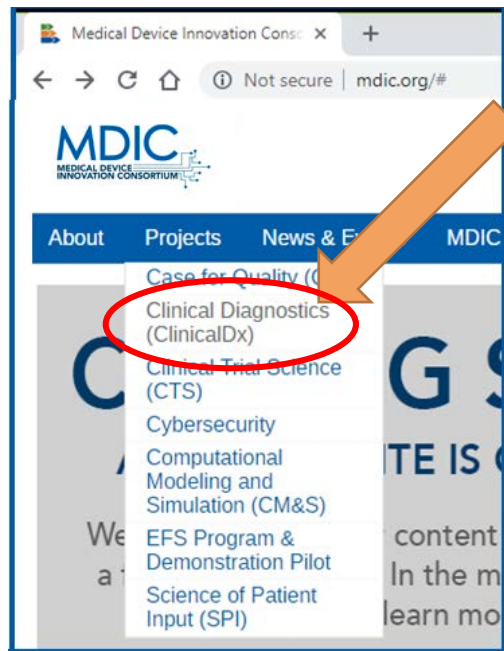 Medical Device Innovation Conso
Not secure | mdic.org/#
MDIC
MEDICAL DEVICE
INNOVATION CONSORTIUM
About Projects News & E MDIC
Case for Quality (
Clinical Diagnostics
(ClinicalDx)
Clinical Trial Science
(CTS)
Cybersecurity
Computational
Modeling and
Simulation (CM&S)
EFS Program &
Demonstration Pilot
Science of Patient
Input (SPI)
C G S
ITE IS
We content
a In the m
learn mo